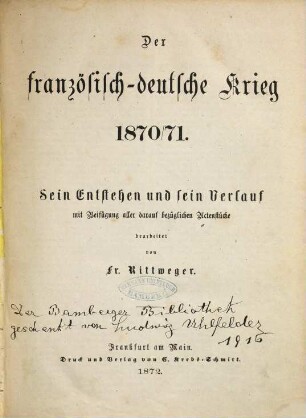 Der
französisch-deutsche Krieg
1870/71.
Sein Entstehen und sein Verlauf
mit Beifügung aller darauf bezüglichen Actenstücke
bearbeitet
von
Fr. Rittweger.
Der Bamberger Bibliothek
geschenkt von Ludwig Uhlfelder
1916
Frankfurt am Main.
Druck und Verlag von C. Krebs-Schmitt.
1872.